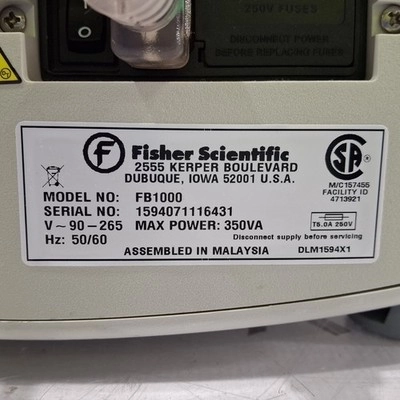 250V FUSES
DISCONNECT POWER
BEFORE REPLACING FUSES
f Fisher Scientific
2555 KERPER BOULEVARD
DUBUQUE, IOWA 52001 U.S.A.
SA
M/C157455
FACILITY ID
4713921
MODEL NO: FB1000
SERIAL NO: 1594071116431
V~90-265 MAX POWER: 350VA
Hz: 50/60
T5.0A 250V
Disconnect supply before servicing
ASSEMBLED IN MALAYSIA
DLM1594X1